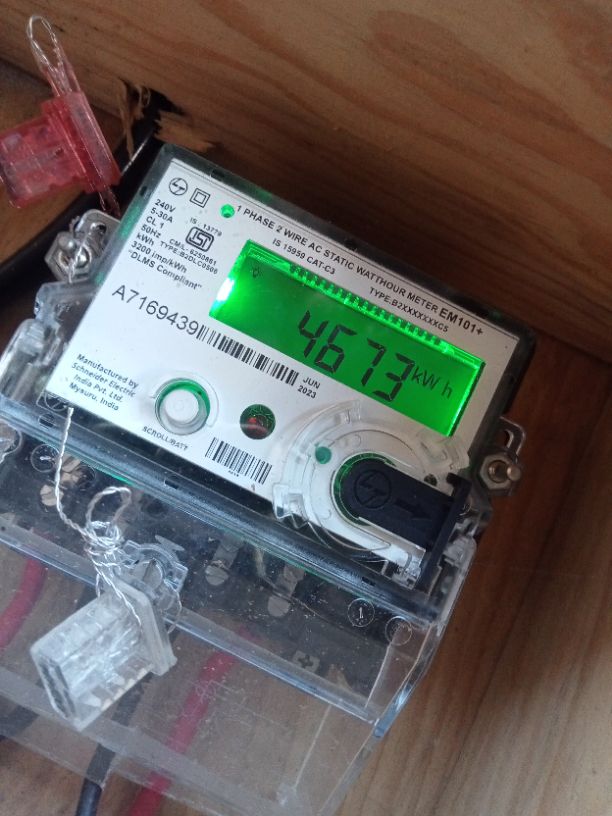 1 PHASE 2 WIRE AC STATIC WATTHOUR METER EM101+
IS 15959 CAT-C3
TYPE:B2XXXXXXXC5
240V
5-30A
CL 1
50Hz
kWh
3200 imp/kWh
"DLMS Compliant"
IS : 13779
ISI
TYPE:B2DLC0506
4673 kWh
A7169439
JUN
2023
Manufactured by
Schneider Electric
India Pvt. Ltd.
Mysuru, India
SCROLL/BATT